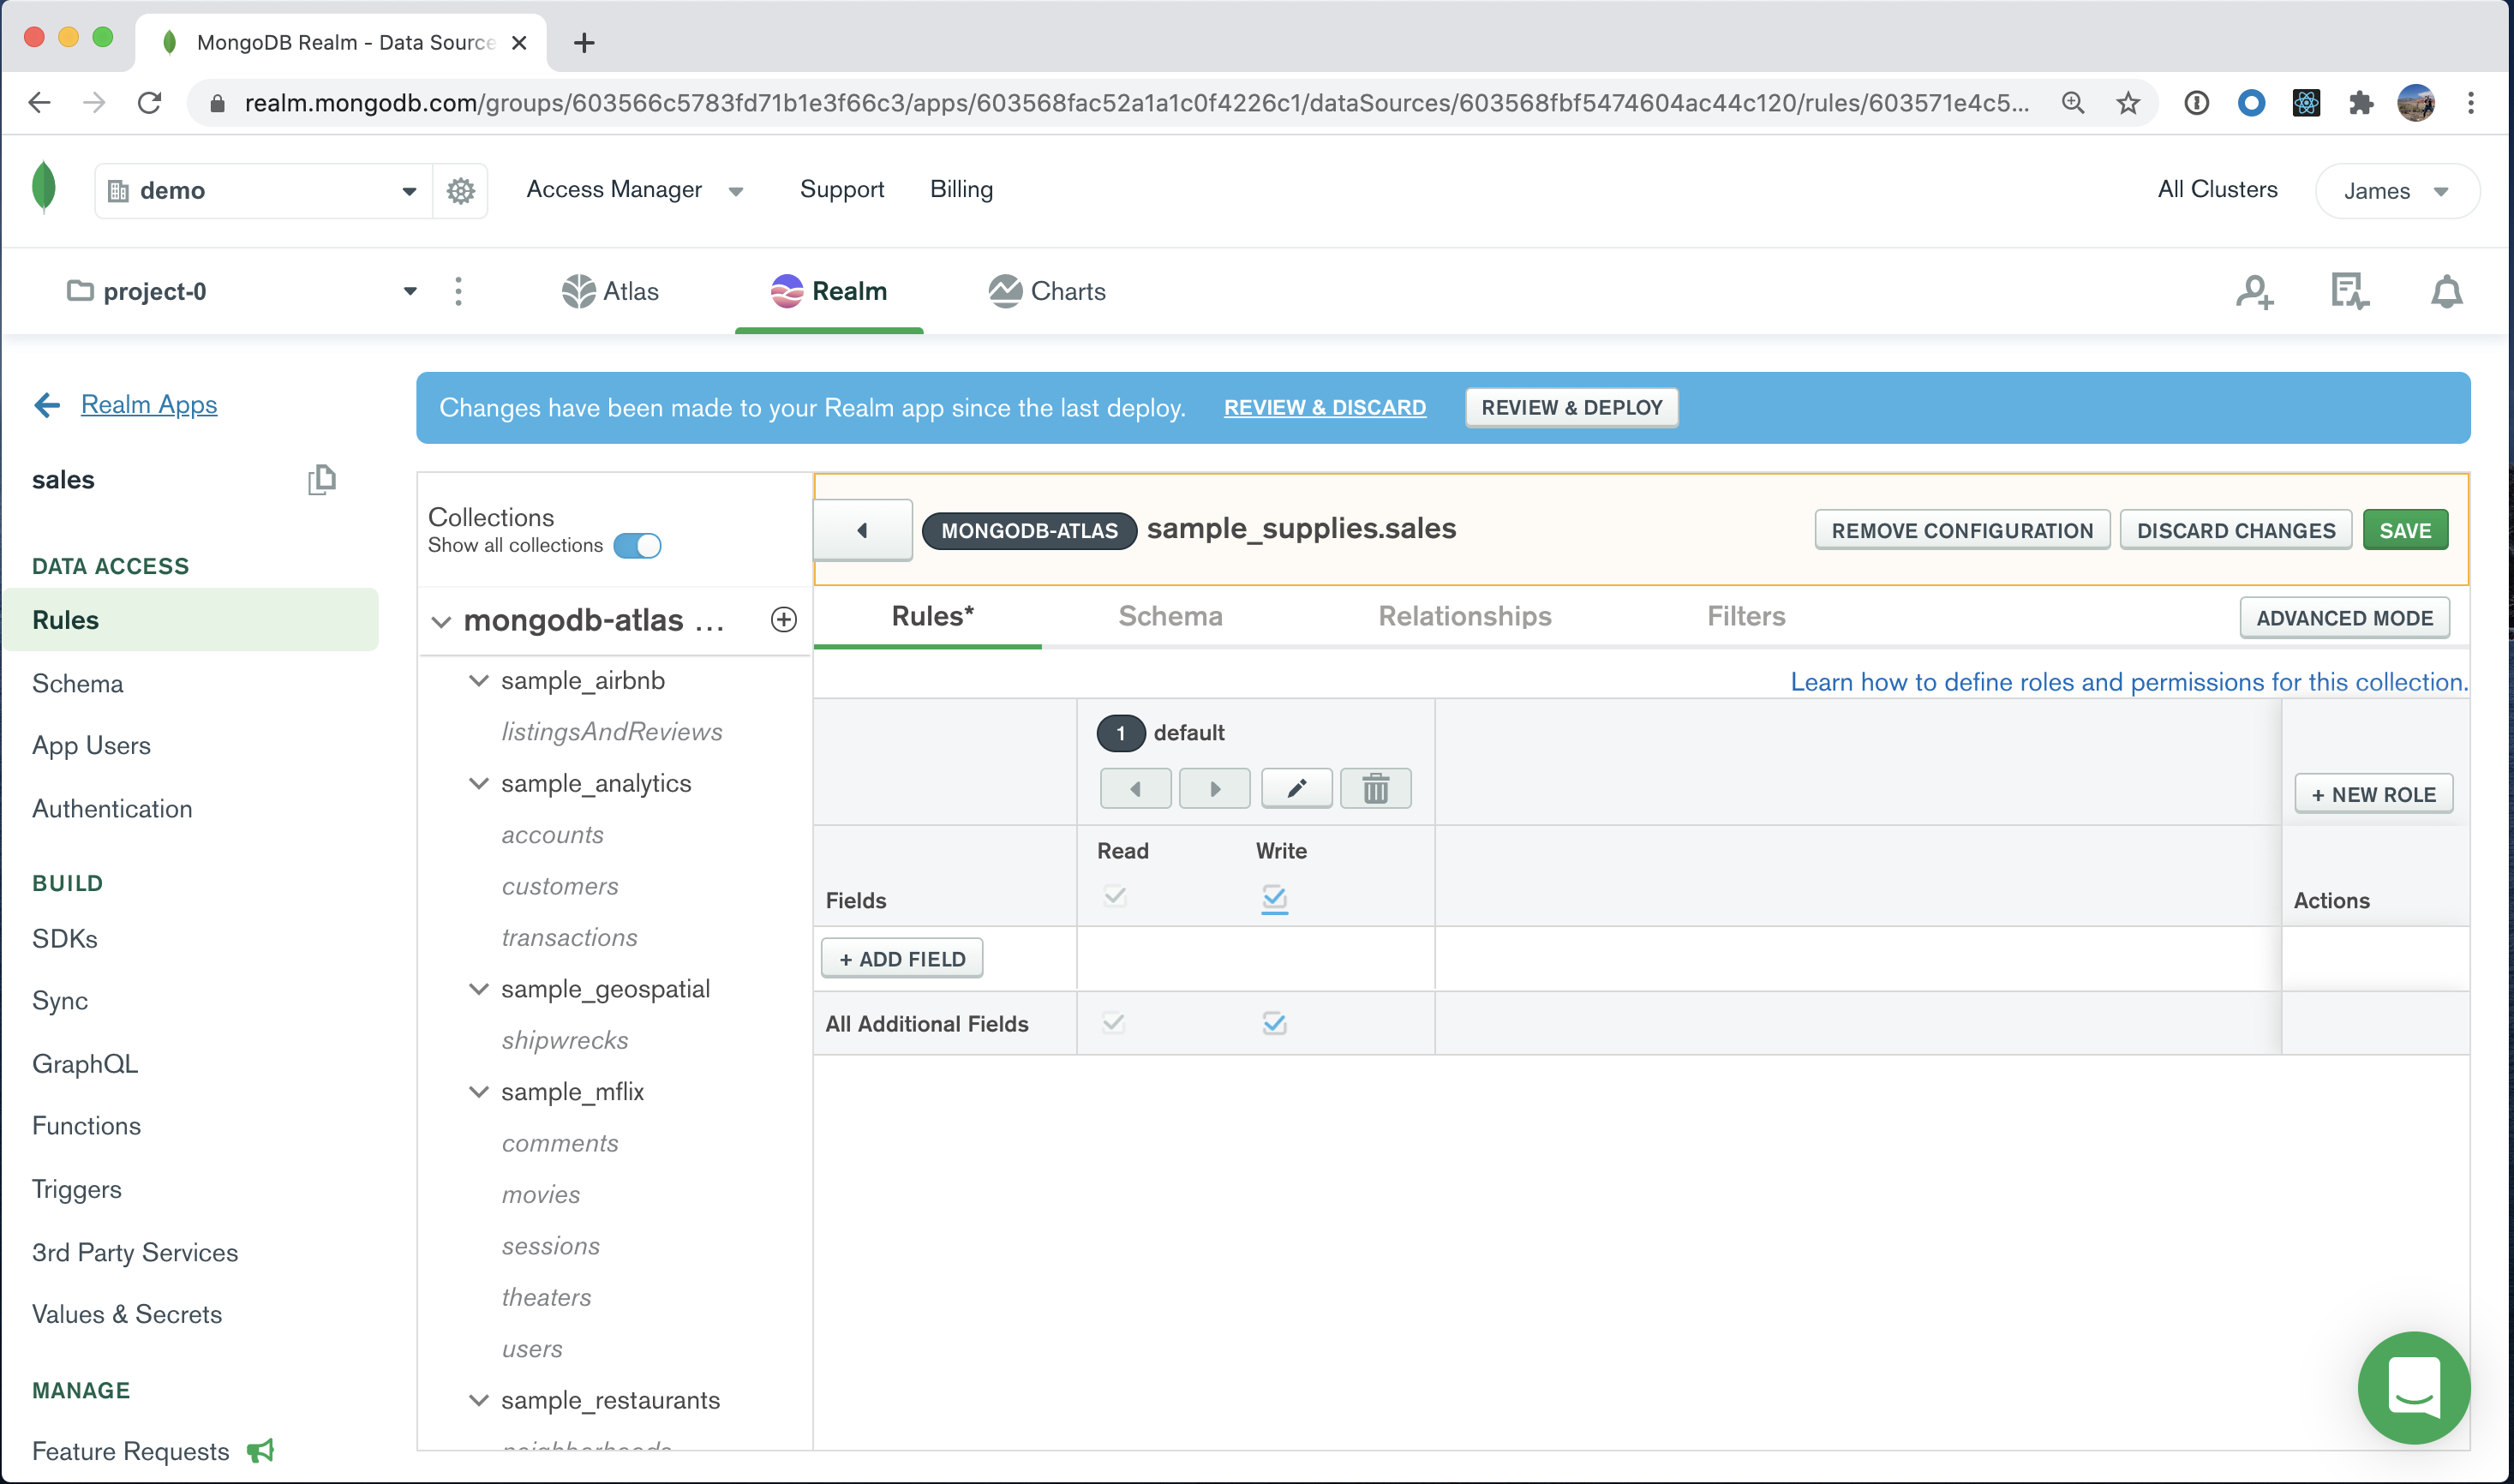 MongoDB Realm - Data Source
realm.mongodb.com/groups/603566c5783fd71b1e3f66c3/apps/603568fac52a1a1c0f4226c1/dataSources/603568fbf5474604ac44c120/rules/603571e4c5...
demo
Access Manager
Support
Billing
All Clusters
James
project-0
Atlas
Realm
Charts
Realm Apps
sales
DATA ACCESS
Rules
Schema
App Users
Authentication
BUILD
SDKs
Sync
GraphQL
Functions
Triggers
3rd Party Services
Values & Secrets
MANAGE
Feature Requests
Changes have been made to your Realm app since the last deploy.
REVIEW & DISCARD
REVIEW & DEPLOY
Collections
Show all collections
mongodb-atlas ...
sample_airbnb
listingsAndReviews
sample_analytics
accounts
customers
transactions
sample_geospatial
shipwrecks
sample_mflix
comments
movies
sessions
theaters
users
sample_restaurants
MONGODB-ATLAS
sample_supplies.sales
REMOVE CONFIGURATION
DISCARD CHANGES
SAVE
Rules*
Schema
Relationships
Filters
ADVANCED MODE
Learn how to define roles and permissions for this collection.
1 default
+ NEW ROLE
Read
Write
Fields
Actions
+ ADD FIELD
All Additional Fields